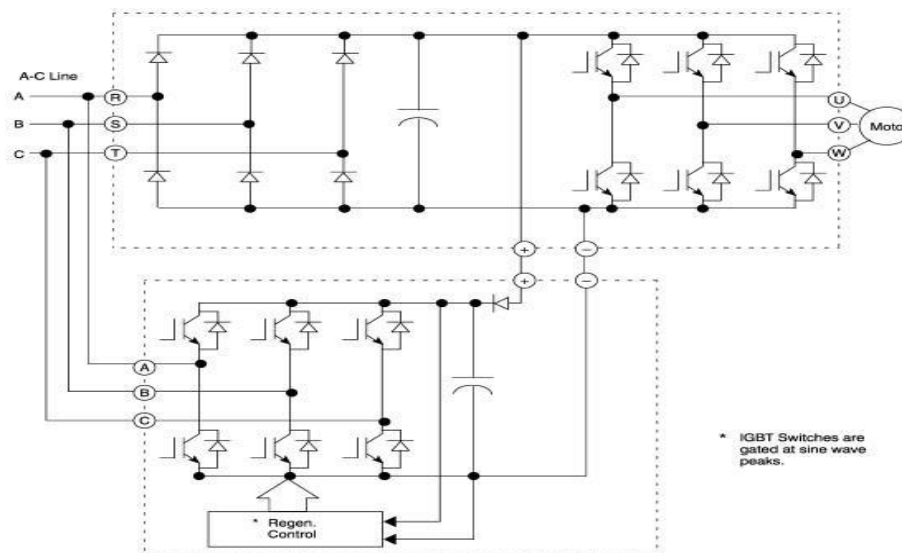 A-C Line
A
B
C
R
S
T
U
V
W
Moto
+
−
+
−
A
B
C
* Regen.
Control
* IGBT Switches are
gated at sine wave
peaks.